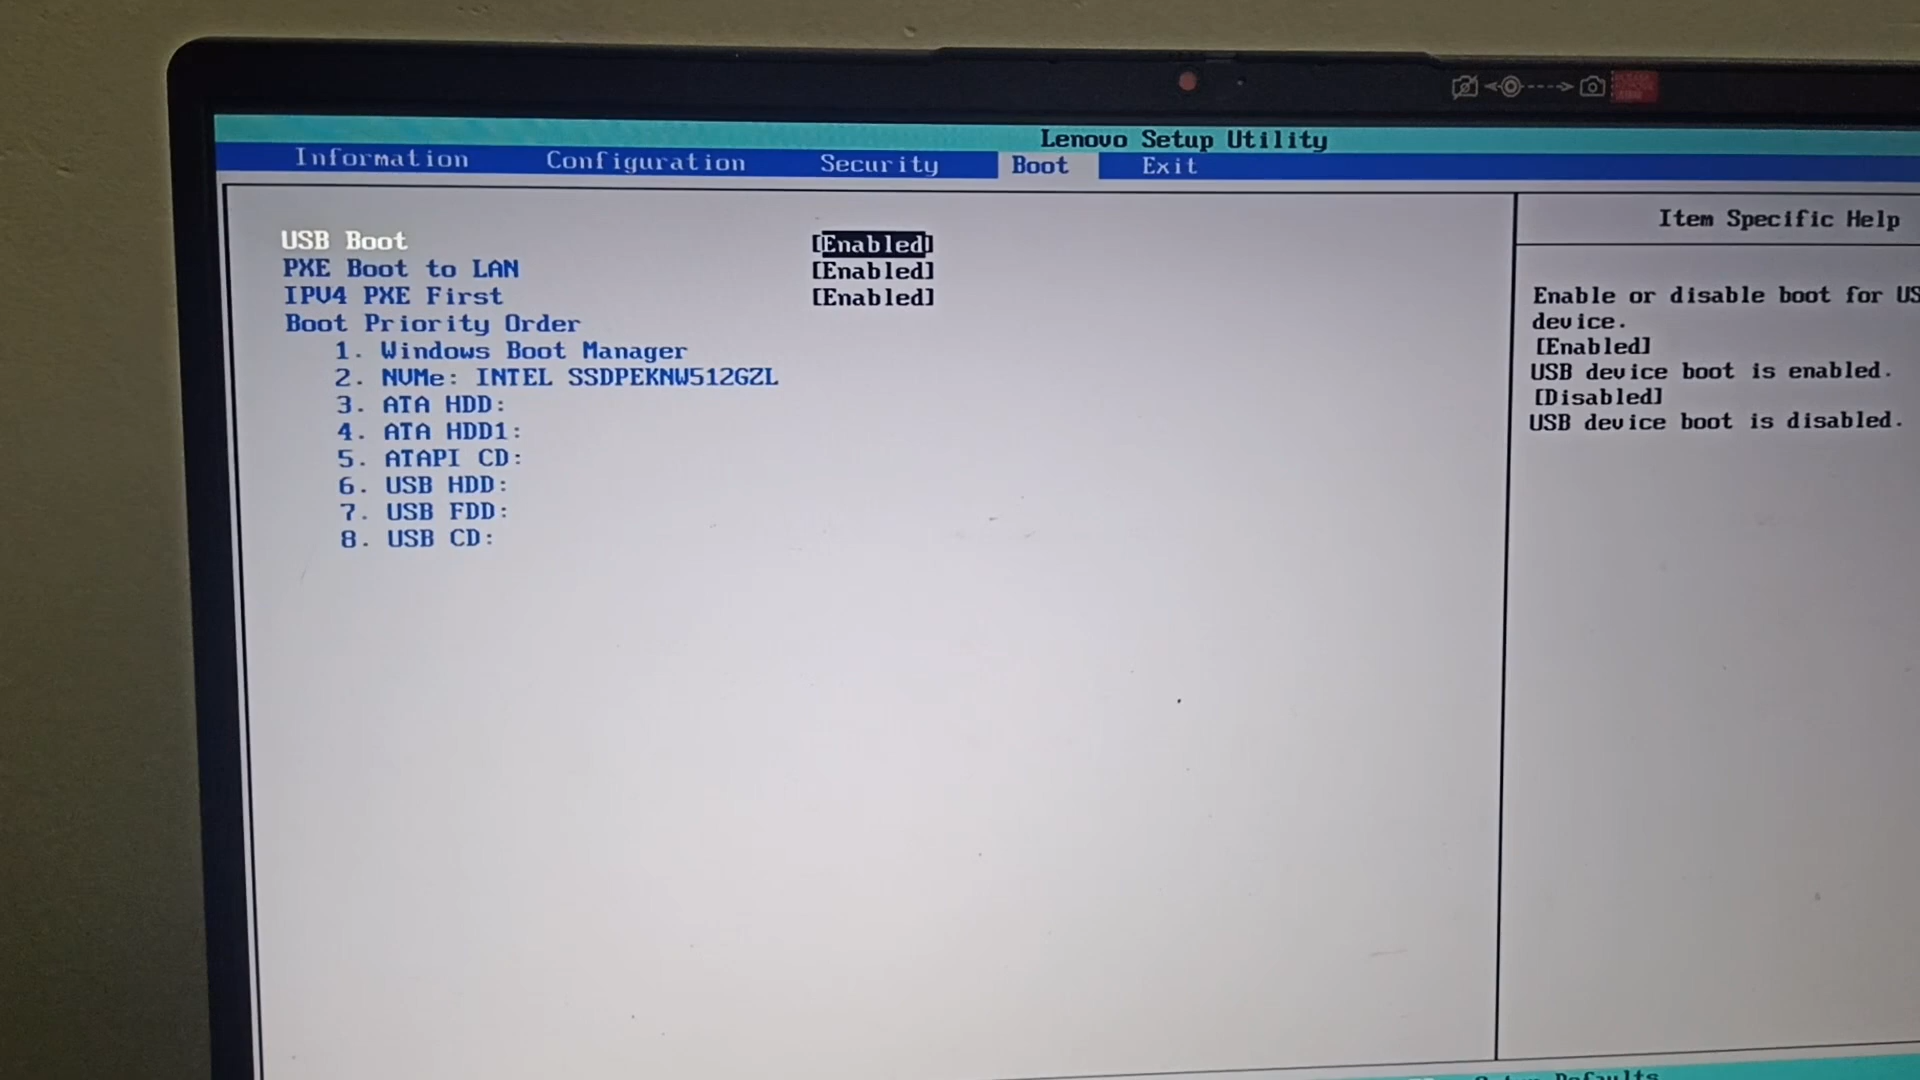 Lenovo Setup Utility
Information Configuration Security Boot Exit
Item Specific Help
USB Boot [Enabled]
PXE Boot to LAN [Enabled]
IPV4 PXE First [Enabled]
Boot Priority Order
1. Windows Boot Manager
2. NVMe: INTEL SSDPEKNW512GZL
3. ATA HDD:
4. ATA HDD1:
5. ATAPI CD:
6. USB HDD:
7. USB FDD:
8. USB CD:
Enable or disable boot for US
device.
[Enabled]
USB device boot is enabled.
[Disabled]
USB device boot is disabled.
Defaults